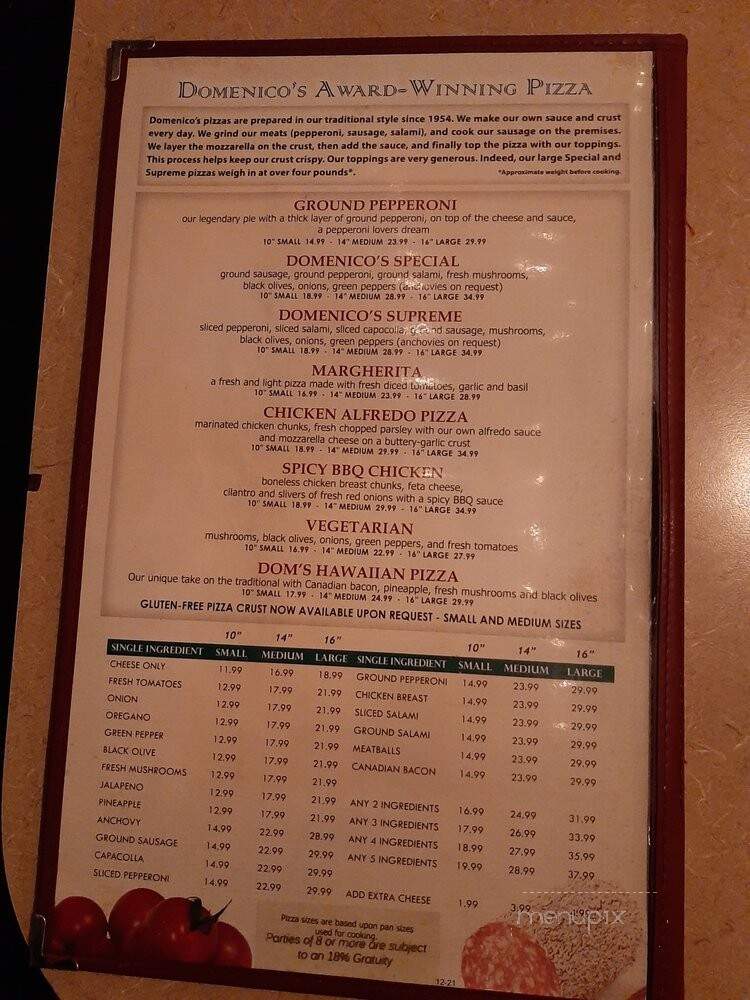 DOMENICO'S AWARD-WINNING PIZZA
Domenico's pizzas are prepared in our traditional style since 1954. We make our own sauce and crust
every day. We grind our meats (pepperoni, sausage, salami), and cook our sausage on the premises.
We layer the mozzarella on the crust, then add the sauce, and finally top the pizza with our toppings.
This process helps keep our crust crispy. Our toppings are very generous. Indeed, our large Special and
Supreme pizzas weigh in at over four pounds*. *Approximate weight before cooking.
GROUND PEPPERONI
our legendary pie with a thick layer of ground pepperoni, on top of the cheese and sauce,
a pepperoni lovers dream
10" SMALL 14.99 - 14" MEDIUM 23.99 - 16" LARGE 29.99
DOMENICO'S SPECIAL
ground sausage, ground pepperoni, ground salami, fresh mushrooms,
black olives, onions, green peppers (anchovies on request)
10" SMALL 18.99 - 14" MEDIUM 28.99 - 16" LARGE 34.99
DOMENICO'S SUPREME
sliced pepperoni, sliced salami, sliced capocolla, ground sausage, mushrooms,
black olives, onions, green peppers (anchovies on request)
10" SMALL 18.99 - 14" MEDIUM 28.99 - 16" LARGE 34.99
MARGHERITA
a fresh and light pizza made with fresh diced tomatoes, garlic and basil
10" SMALL 16.99 - 14" MEDIUM 23.99 - 16" LARGE 28.99
CHICKEN ALFREDO PIZZA
marinated chicken chunks, fresh chopped parsley with our own alfredo sauce
and mozzarella cheese on a buttery-garlic crust
10" SMALL 18.99 - 14" MEDIUM 29.99 - 16" LARGE 34.99
SPICY BBQ CHICKEN
boneless chicken breast chunks, feta cheese,
cilantro and slivers of fresh red onions with a spicy BBQ sauce
10" SMALL 18.99 - 14" MEDIUM 29.99 - 16" LARGE 34.99
VEGETARIAN
mushrooms, black olives, onions, green peppers, and fresh tomatoes
10" SMALL 16.99 - 14" MEDIUM 22.99 - 16" LARGE 27.99
DOM'S HAWAIIAN PIZZA
Our unique take on the traditional with Canadian bacon, pineapple, fresh mushrooms and black olives
10" SMALL 17.99 - 14" MEDIUM 24.99 - 16" LARGE 29.99
GLUTEN-FREE PIZZA CRUST NOW AVAILABLE UPON REQUEST - SMALL AND MEDIUM SIZES
10" 14" 16"
SINGLE INGREDIENT SMALL MEDIUM LARGE
CHEESE ONLY 11.99 16.99 18.99
FRESH TOMATOES 12.99 17.99 21.99
ONION 12.99 17.99 21.99
OREGANO 12.99 17.99 21.99
GREEN PEPPER 12.99 17.99 21.99
BLACK OLIVE 12.99 17.99 21.99
FRESH MUSHROOMS 12.99 17.99 21.99
JALAPENO 12.99 17.99 21.99
PINEAPPLE 12.99 17.99 21.99
ANCHOVY 14.99 22.99 28.99
GROUND SAUSAGE 14.99 22.99 29.99
CAPACOLLA 14.99 22.99 29.99
SLICED PEPPERONI 14.99 22.99 29.99
10" 14" 16"
SINGLE INGREDIENT SMALL MEDIUM LARGE
GROUND PEPPERONI 14.99 23.99 29.99
CHICKEN BREAST 14.99 23.99 29.99
SLICED SALAMI 14.99 23.99 29.99
GROUND SALAMI 14.99 23.99 29.99
MEATBALLS 14.99 23.99 29.99
CANADIAN BACON 14.99 23.99 29.99
ANY 2 INGREDIENTS 16.99 24.99 31.99
ANY 3 INGREDIENTS 17.99 26.99 33.99
ANY 4 INGREDIENTS 18.99 27.99 35.99
ANY 5 INGREDIENTS 19.99 28.99 37.99
ADD EXTRA CHEESE 1.99 3.99
Pizza sizes are based upon pan sizes
used for cooking.
Parties of 8 or more are subject
to an 18% Gratuity
12-21
menupix